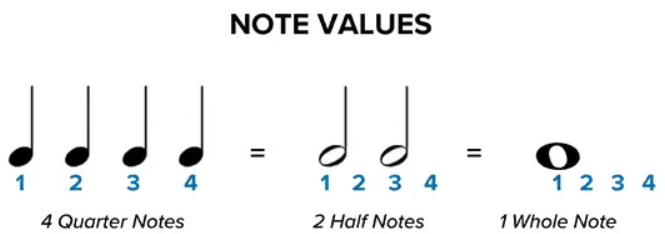 NOTE VALUES
= =
1 2 3 4 1 2 3 4 1 2 3 4
4 Quarter Notes 2 Half Notes 1 Whole Note